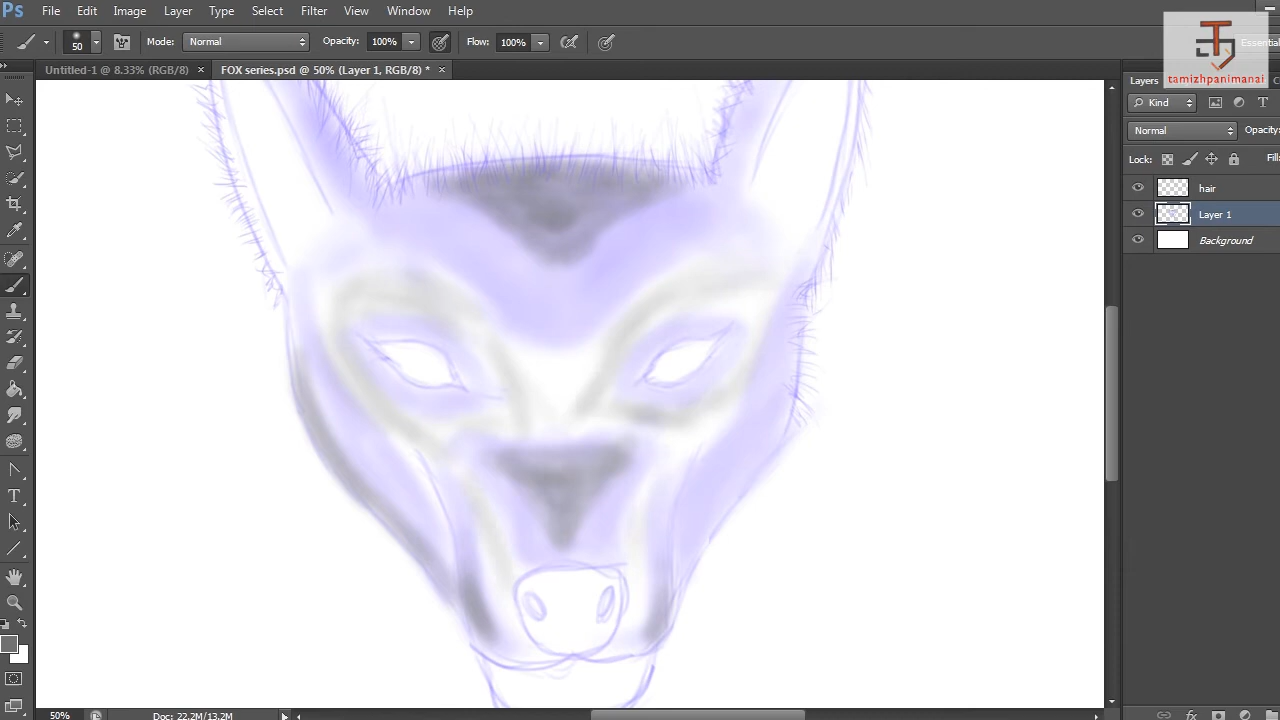 Ps File Edit Image Layer Type Select Filter View Window Help
50 Mode: Normal Opacity: 100% Flow: 100%
tamizhpanimanai
Untitled-1 @ 8.33% (RGB/8) × FOX series.psd @ 50% (Layer 1, RGB/8) * ×
Layers
Kind
Normal Opacity:
Lock:
hair
Layer 1
Background
50% Doc: 22.2M/13.2M